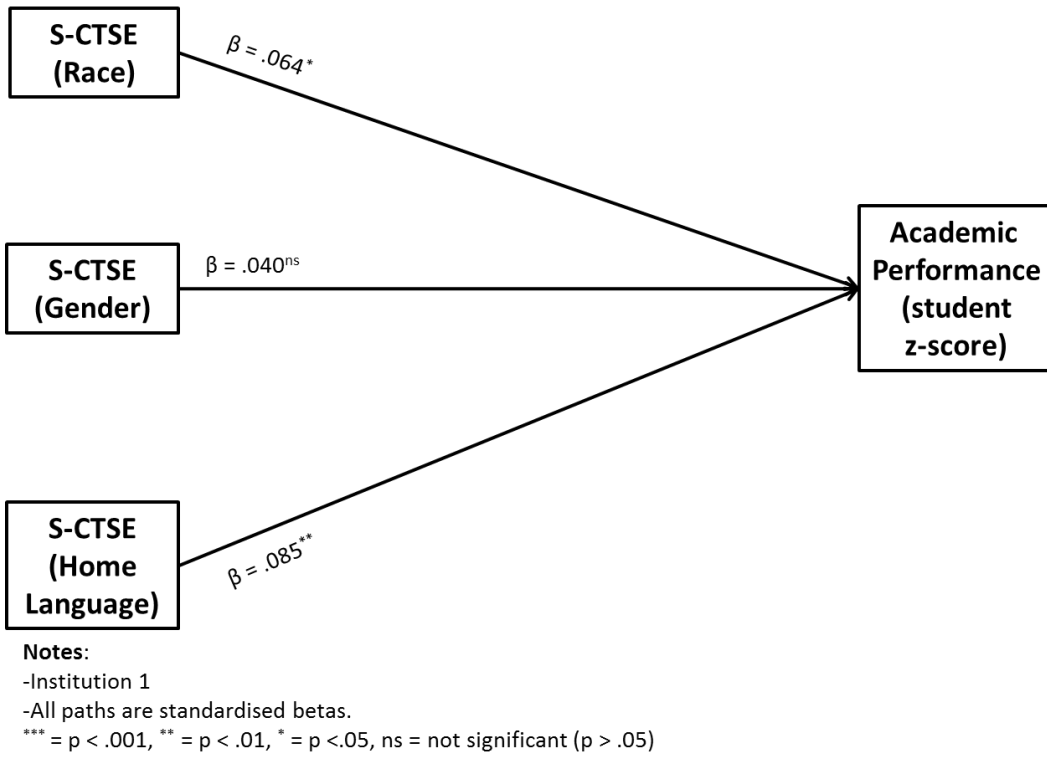 S-CTSE
(Race)
β = .064*
S-CTSE
(Gender)
β = .040ns
Academic
Performance
(student
z-score)
S-CTSE
(Home
Language)
β = .085**
Notes:
-Institution 1
-All paths are standardised betas.
*** = p < .001, ** = p < .01, * = p <.05, ns = not significant (p > .05)